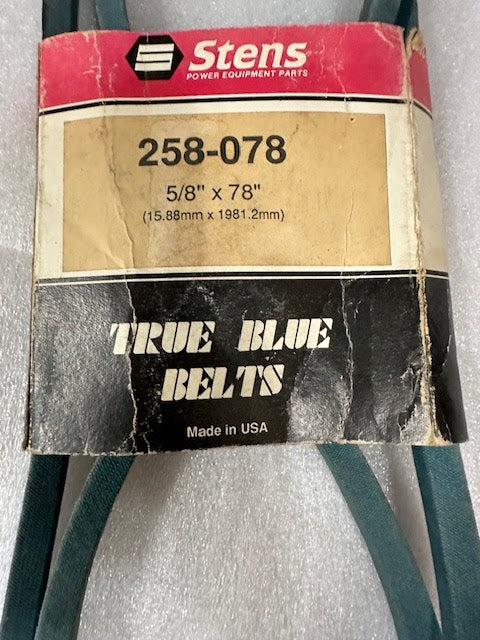 Stens
POWER EQUIPMENT PARTS
258-078
5/8" x 78"
(15.88mm x 1981.2mm)
TRUE BLUE
BELTS
Made in USA